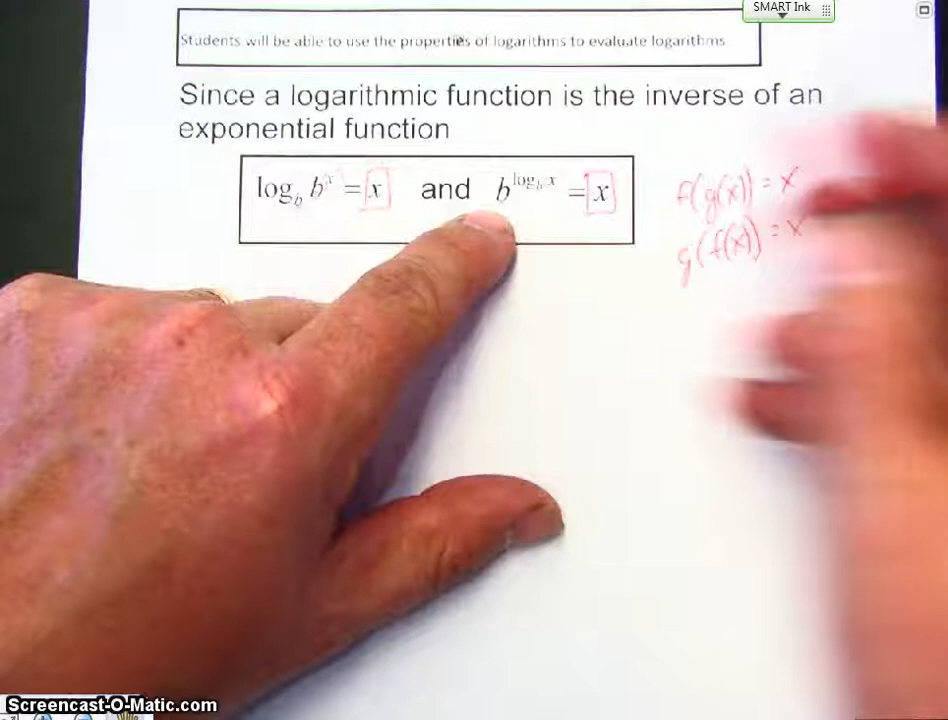 SMART Ink
Students will be able to use the properties of logarithms to evaluate logarithms
Since a logarithmic function is the inverse of an
exponential function
log_b b^x = x and b^(log_b x) = x
f(g(x)) = x
g(f(x)) = x
Screencast-O-Matic.com